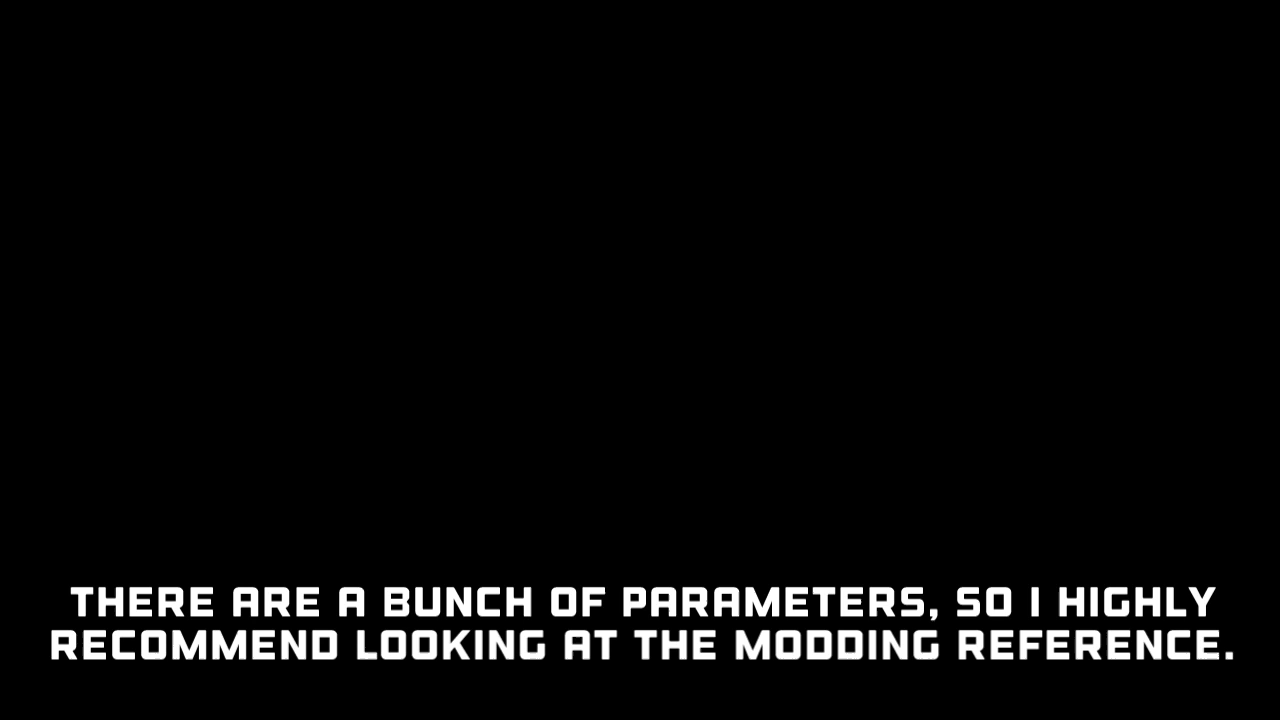 THERE ARE A BUNCH OF PARAMETERS, SO I HIGHLY
RECOMMEND LOOKING AT THE MODDING REFERENCE.